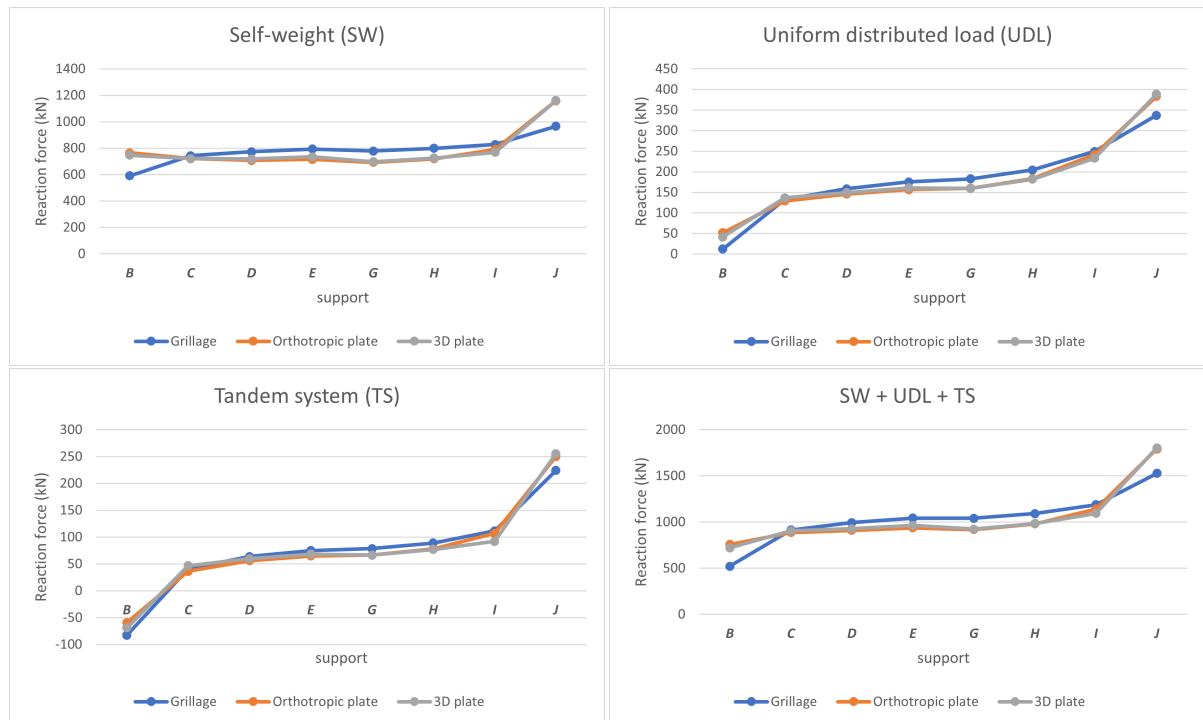 Self-weight (SW)
Reaction force (kN)
1400
1200
1000
800
600
400
200
0
B C D E G H I J
support
Grillage Orthotropic plate 3D plate
Uniform distributed load (UDL)
Reaction force (kN)
450
400
350
300
250
200
150
100
50
0
B C D E G H I J
support
Grillage Orthotropic plate 3D plate
Tandem system (TS)
Reaction force (kN)
300
250
200
150
100
50
0
-50
-100
B C D E G H I J
support
Grillage Orthotropic plate 3D plate
SW + UDL + TS
Reaction force (kN)
2000
1500
1000
500
0
B C D E G H I J
support
Grillage Orthotropic plate 3D plate